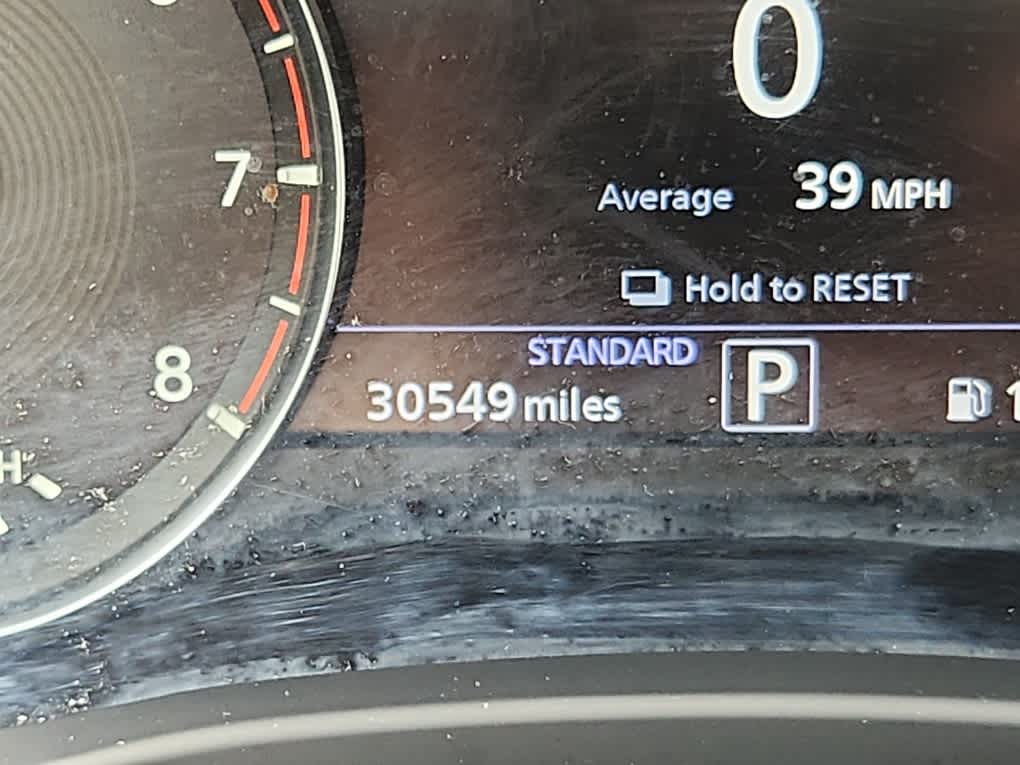 0
7
Average 39 MPH
Hold to RESET
STANDARD
30549 miles
P
8
H